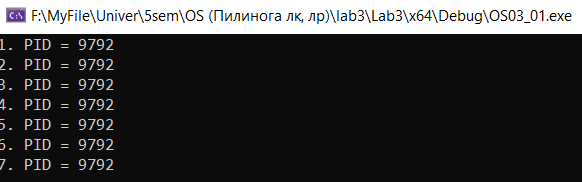 F:\MyFile\Univer\5sem\OS (Пилинога лк, лр)\lab3\Lab3\x64\Debug\OS03_01.exe
1. PID = 9792
2. PID = 9792
3. PID = 9792
4. PID = 9792
5. PID = 9792
6. PID = 9792
7. PID = 9792